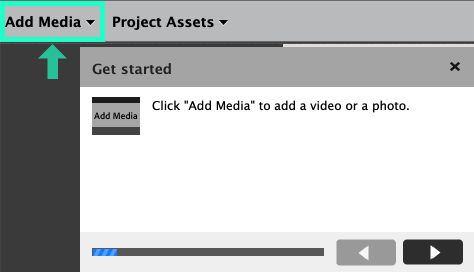 Add Media Project Assets
Get started
Add Media
Click "Add Media" to add a video or a photo.